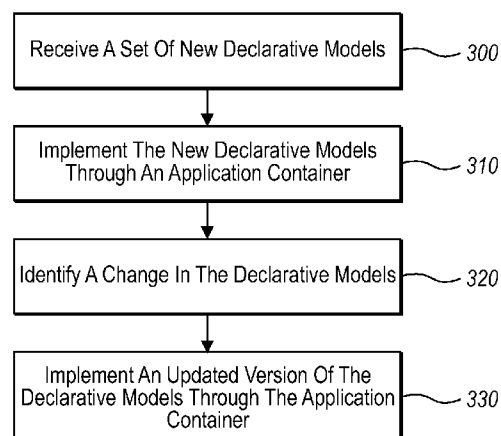 Receive A Set Of New Declarative Models
300
Implement The New Declarative Models
Through An Application Container
310
Identify A Change In The Declarative Models
320
Implement An Updated Version Of The
Declarative Models Through The Application
Container
330